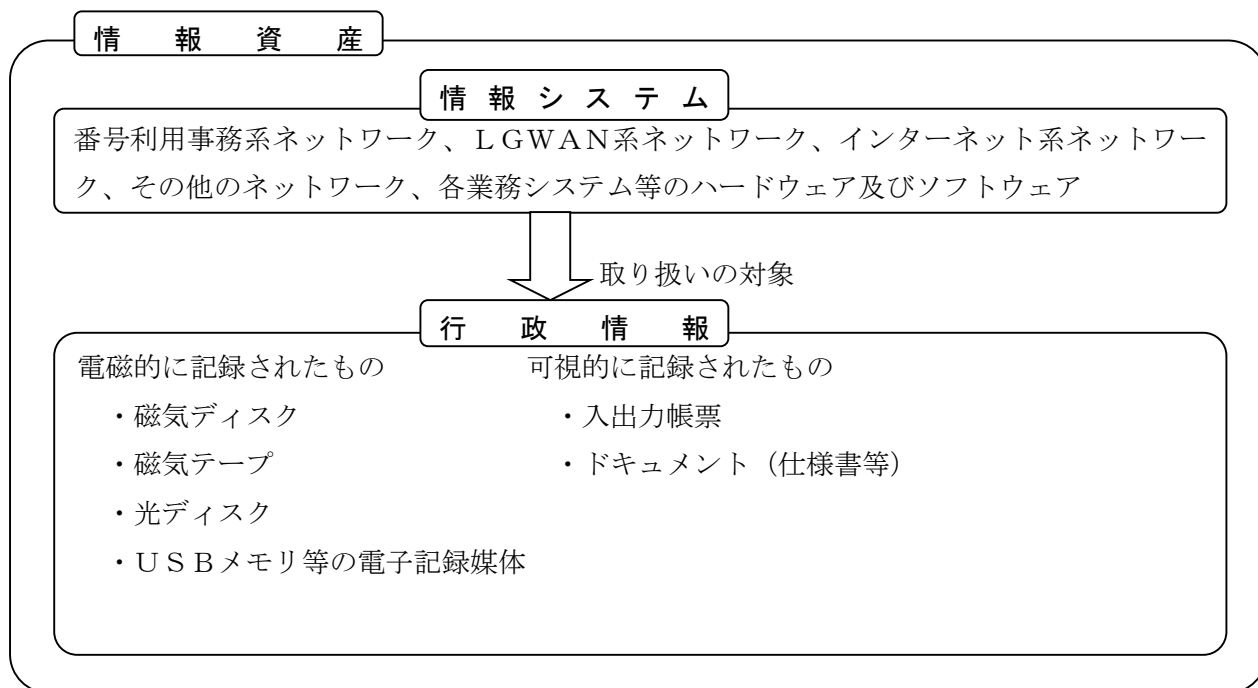 情報資産
情報システム
番号利用事務系ネットワーク、ＬＧＷＡＮ系ネットワーク、インターネット系ネットワー
ク、その他のネットワーク、各業務システム等のハードウェア及びソフトウェア
取り扱いの対象
行政情報
電磁的に記録されたもの
・磁気ディスク
・磁気テープ
・光ディスク
・ＵＳＢメモリ等の電子記録媒体
可視的に記録されたもの
・入出力帳票
・ドキュメント（仕様書等）